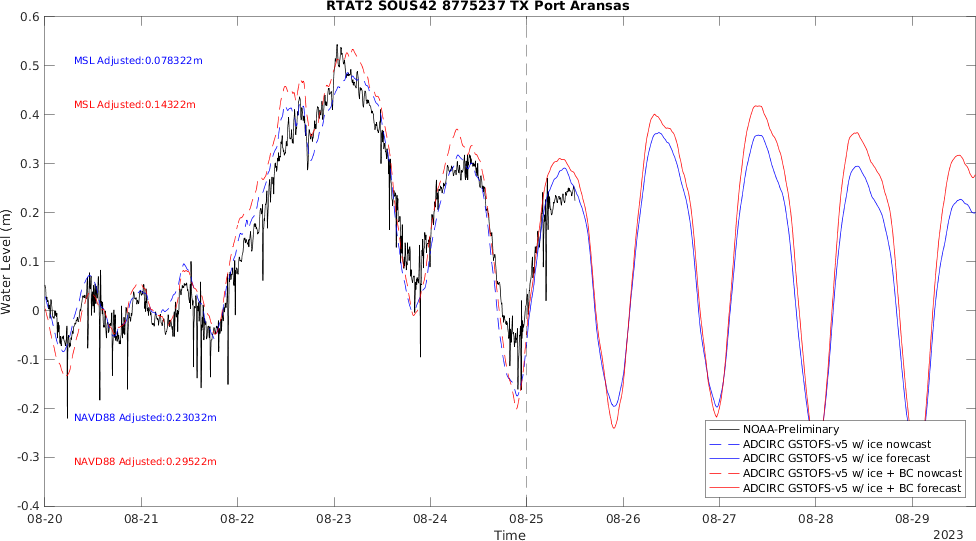 RTAT2 SOUS42 8775237 TX Port Aransas
0.6
0.5
0.4
0.3
0.2
0.1
0
-0.1
-0.2
-0.3
-0.4
Water Level (m)
MSL Adjusted:0.078322m
MSL Adjusted:0.14322m
NAVD88 Adjusted:0.23032m
NAVD88 Adjusted:0.29522m
NOAA-Preliminary
ADCIRC GSTOFS-v5 w/ ice nowcast
ADCIRC GSTOFS-v5 w/ ice forecast
ADCIRC GSTOFS-v5 w/ ice + BC nowcast
ADCIRC GSTOFS-v5 w/ ice + BC forecast
08-20 08-21 08-22 08-23 08-24 08-25 08-26 08-27 08-28 08-29
Time
2023